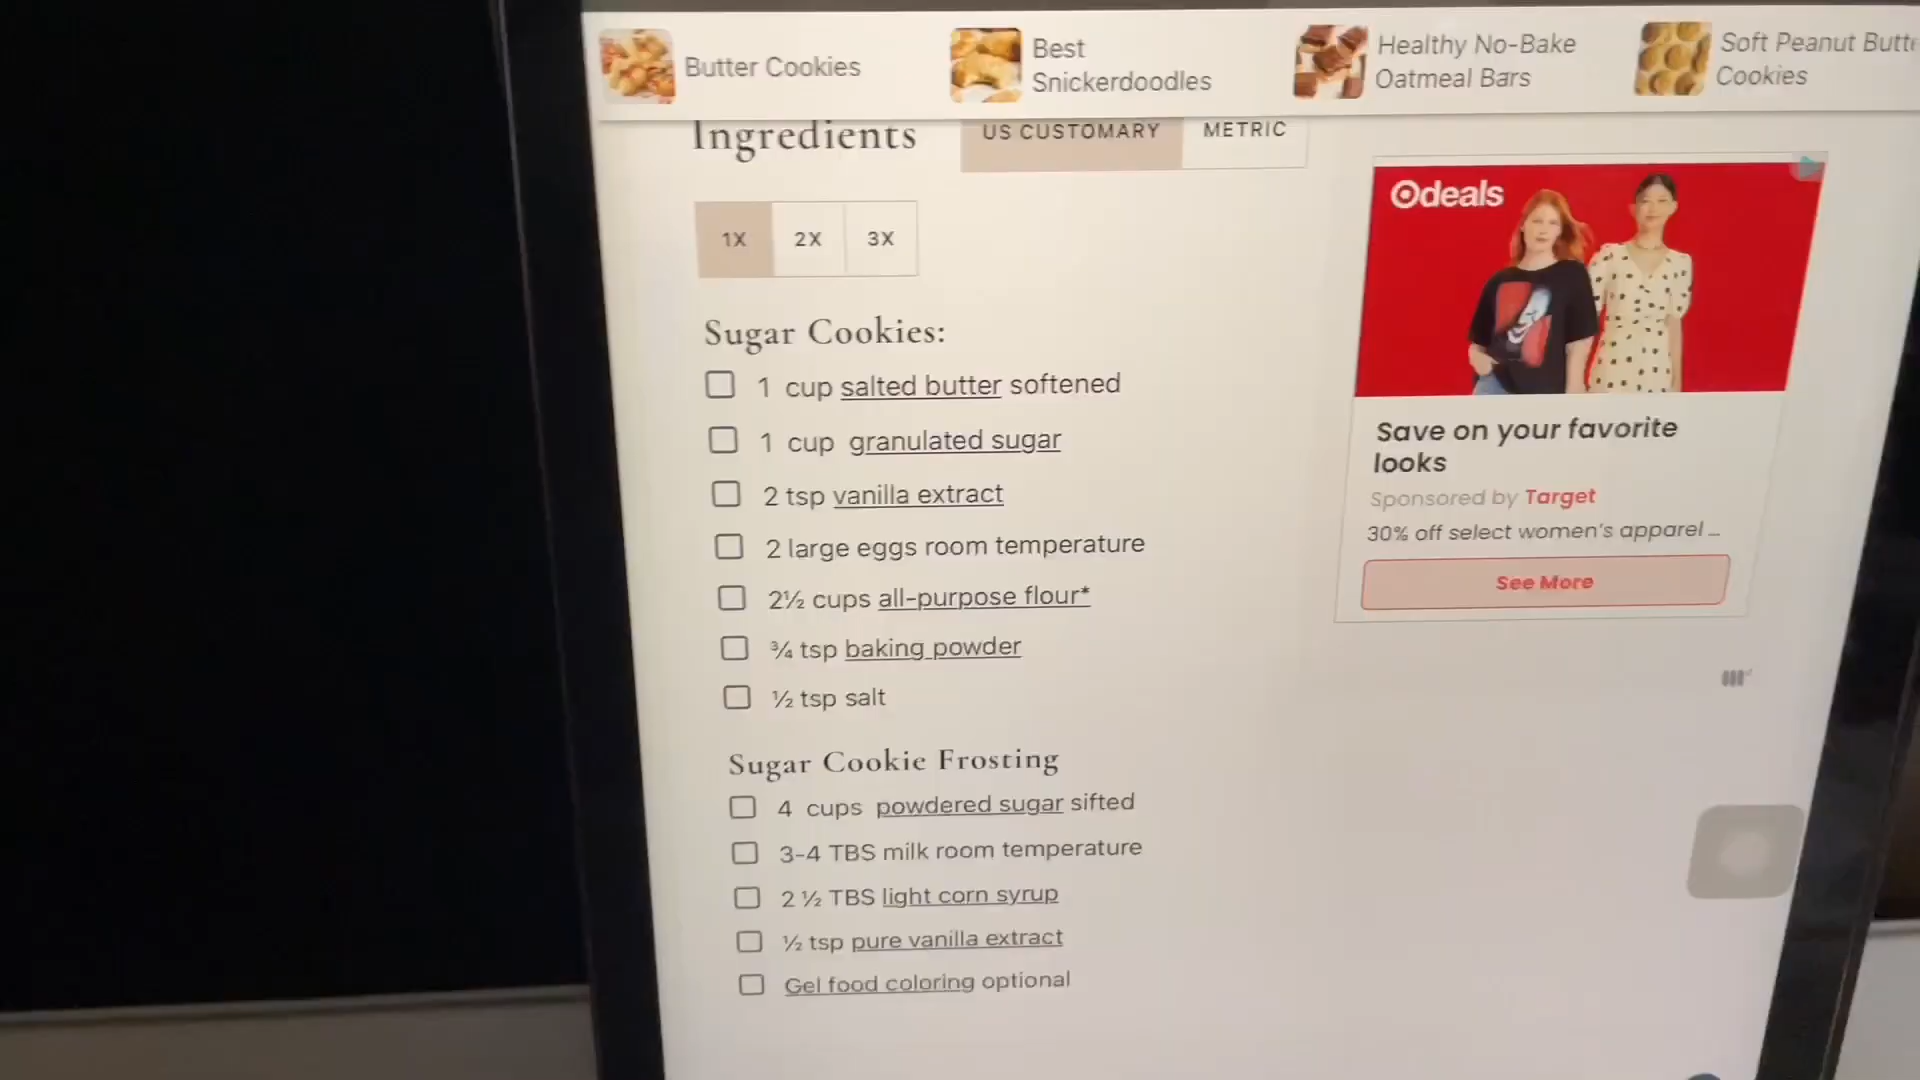 Butter Cookies
Best
Snickerdoodles
Healthy No-Bake
Oatmeal Bars
Soft Peanut Butte
Cookies
Ingredients
US CUSTOMARY
METRIC
1X
2X
3X
Sugar Cookies:
1 cup salted butter softened
1 cup granulated sugar
2 tsp vanilla extract
2 large eggs room temperature
2½ cups all-purpose flour*
¾ tsp baking powder
½ tsp salt
Sugar Cookie Frosting
4 cups powdered sugar sifted
3-4 TBS milk room temperature
2 ½ TBS light corn syrup
½ tsp pure vanilla extract
Gel food coloring optional
deals
Save on your favorite
looks
Sponsored by Target
30% off select women's apparel ...
See More